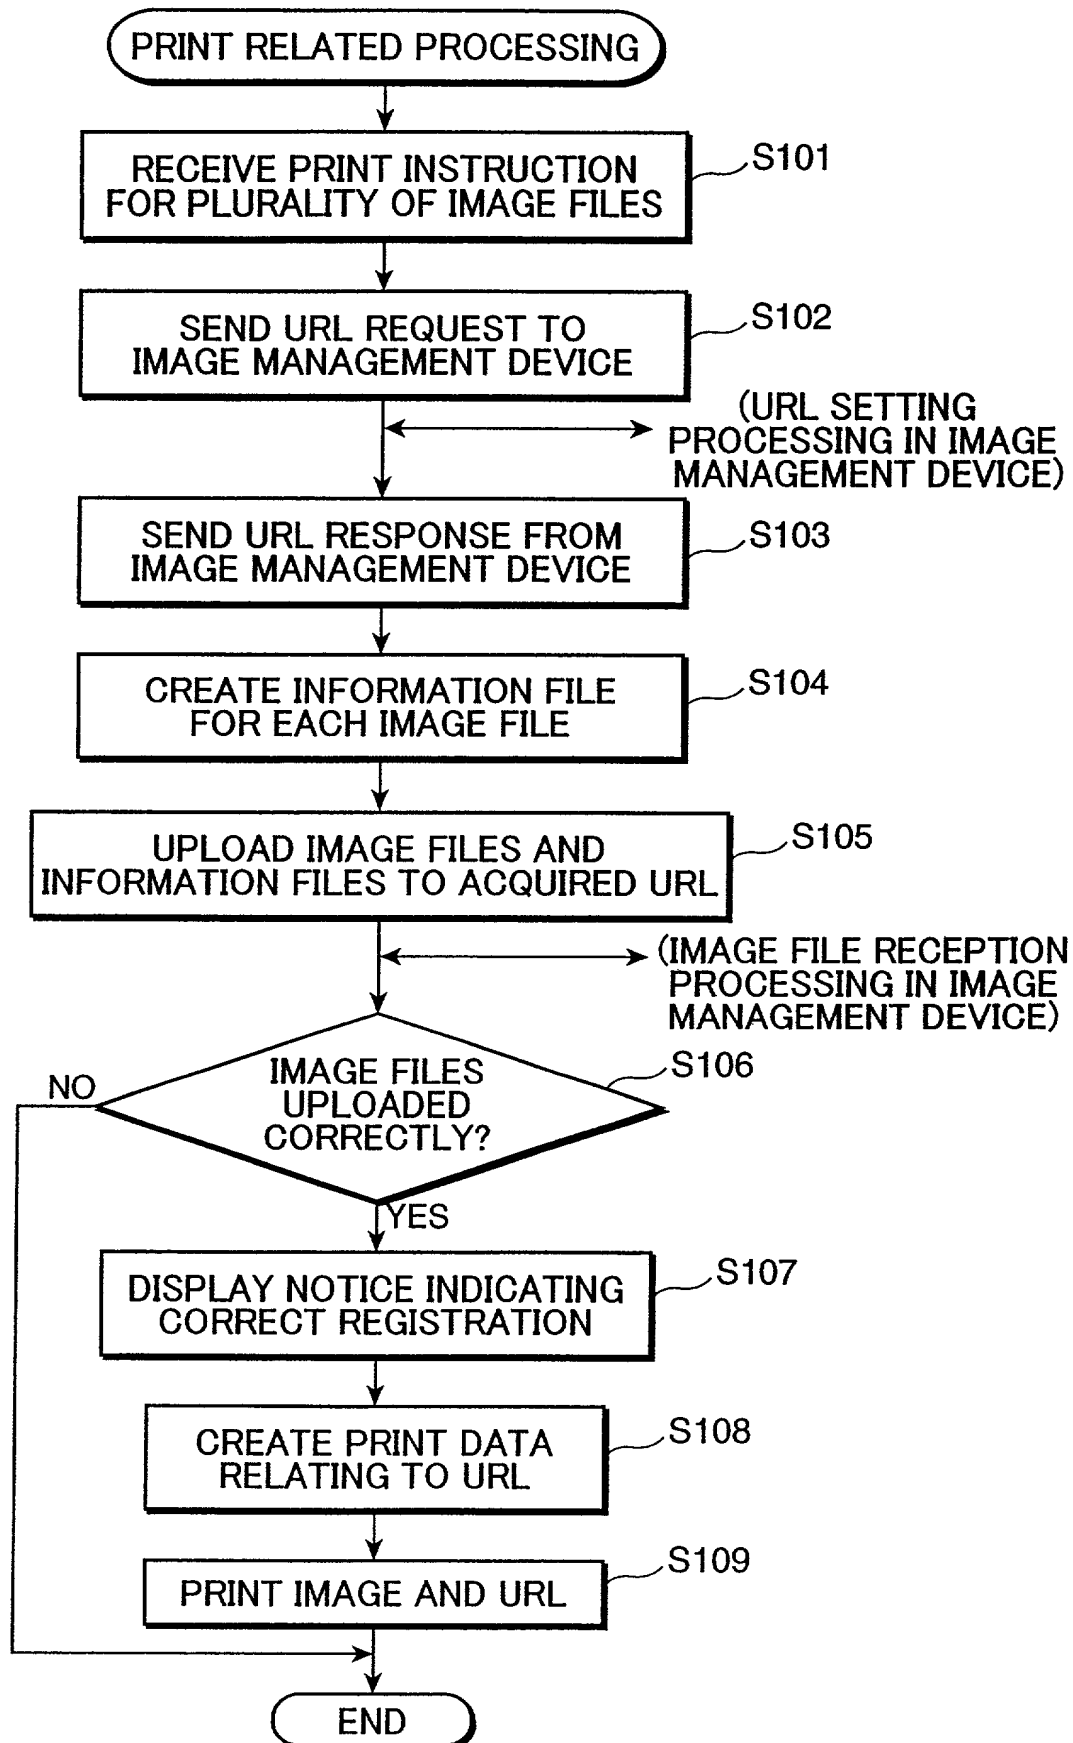 PRINT RELATED PROCESSING
RECEIVE PRINT INSTRUCTION
FOR PLURALITY OF IMAGE FILES
S101
SEND URL REQUEST TO
IMAGE MANAGEMENT DEVICE
S102
(URL SETTING
PROCESSING IN IMAGE
MANAGEMENT DEVICE)
SEND URL RESPONSE FROM
IMAGE MANAGEMENT DEVICE
S103
CREATE INFORMATION FILE
FOR EACH IMAGE FILE
S104
UPLOAD IMAGE FILES AND
INFORMATION FILES TO ACQUIRED URL
S105
(IMAGE FILE RECEPTION
PROCESSING IN IMAGE
MANAGEMENT DEVICE)
IMAGE FILES
UPLOADED
CORRECTLY?
S106
NO
YES
DISPLAY NOTICE INDICATING
CORRECT REGISTRATION
S107
CREATE PRINT DATA
RELATING TO URL
S108
PRINT IMAGE AND URL
S109
END